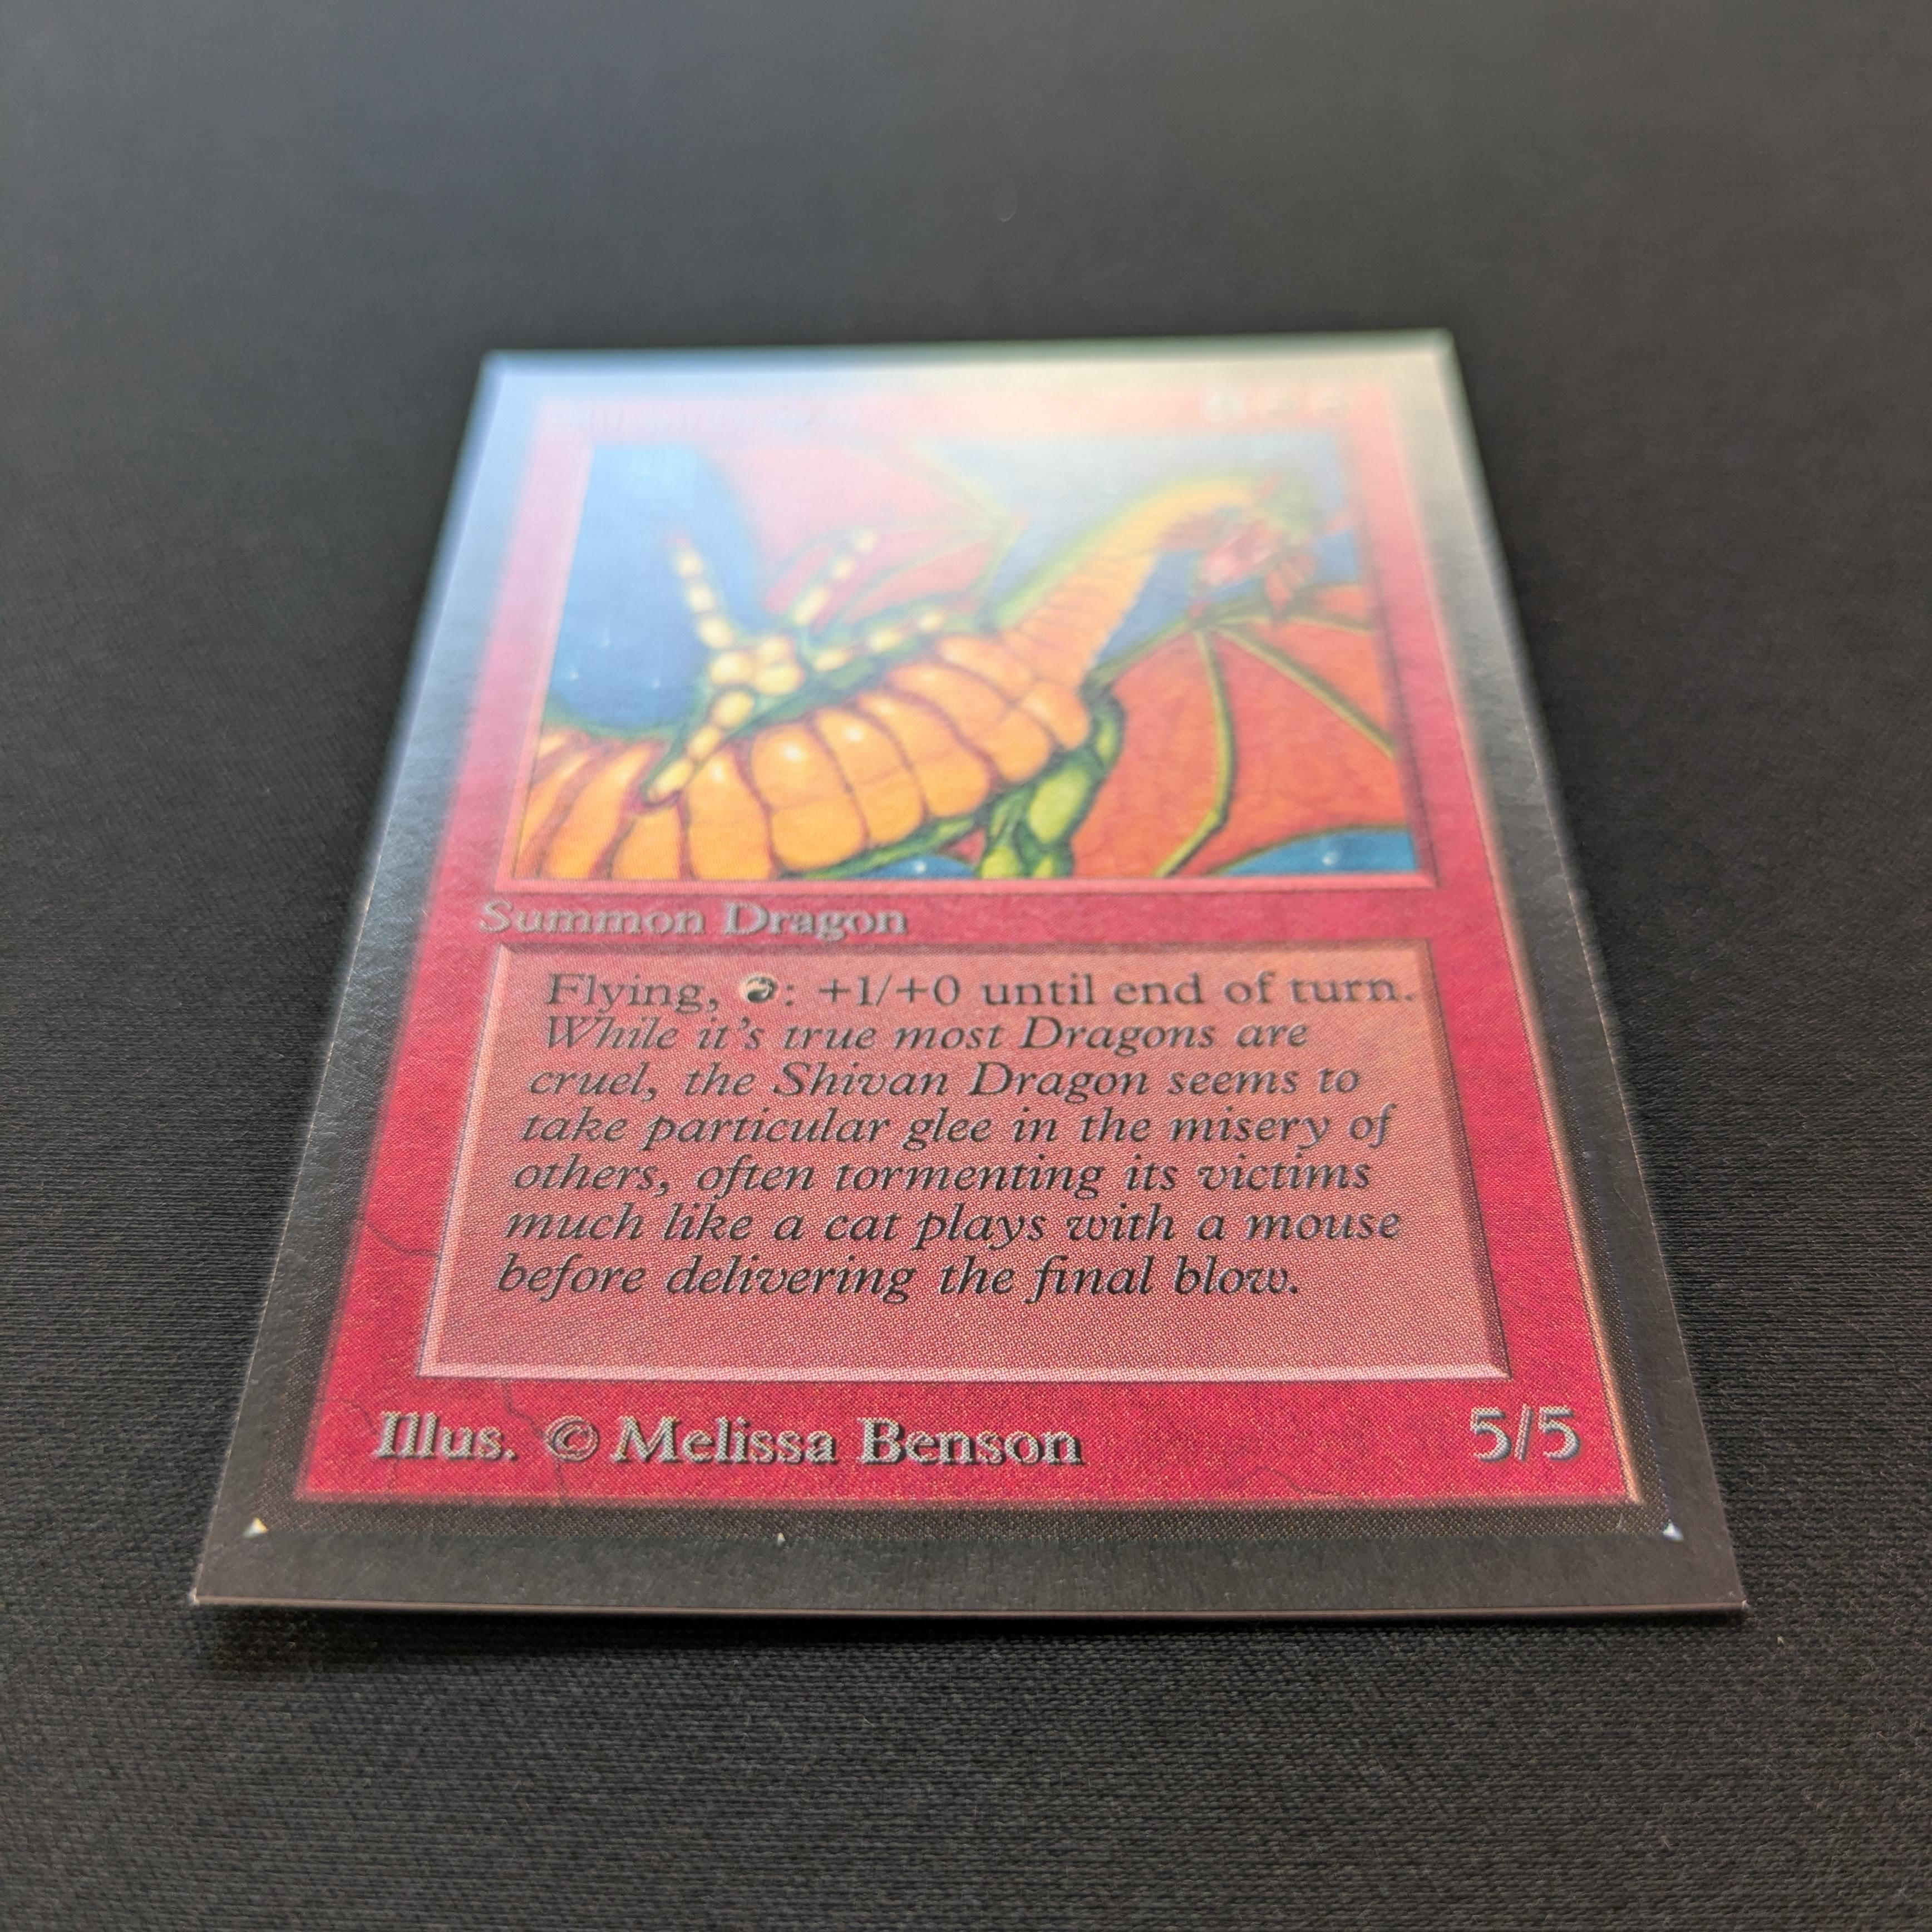 Summon Dragon
Flying, : +1/+0 until end of turn.
While it's true most Dragons are
cruel, the Shivan Dragon seems to
take particular glee in the misery of
others, often tormenting its victims
much like a cat plays with a mouse
before delivering the final blow.
Illus. © Melissa Benson
5/5